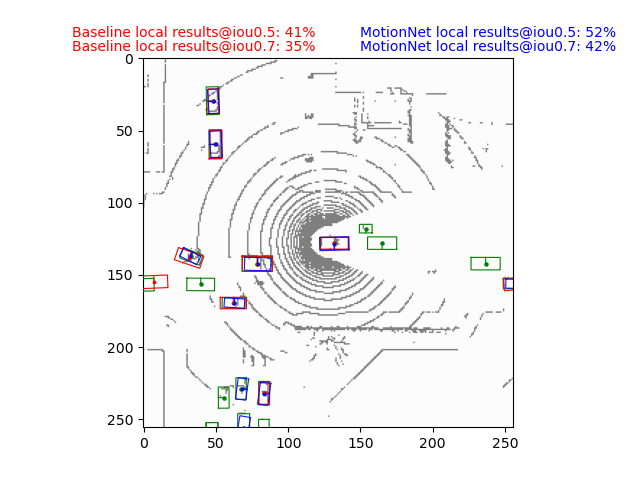 Baseline local results@iou0.5: 41% MotionNet local results@iou0.5: 52%
Baseline local results@iou0.7: 35% MotionNet local results@iou0.7: 42%
0
50
100
150
200
250
0 50 100 150 200 250